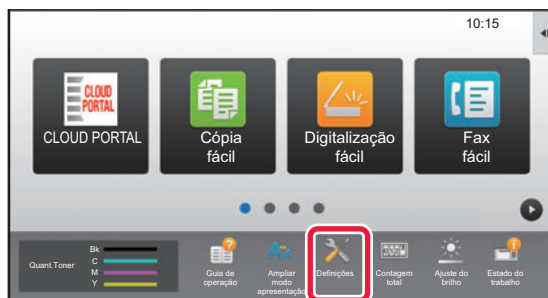 10:15
CLOUD
PORTAL
CLOUD PORTAL
Cópia
fácil
Digitalização
fácil
Fax
fácil
Quant.Toner
Bk
C
M
Y
Guia de
operação
Ampliar
modo
apresentação
Definições
Contagem
total
Ajuste do
brilho
Estado do
trabalho